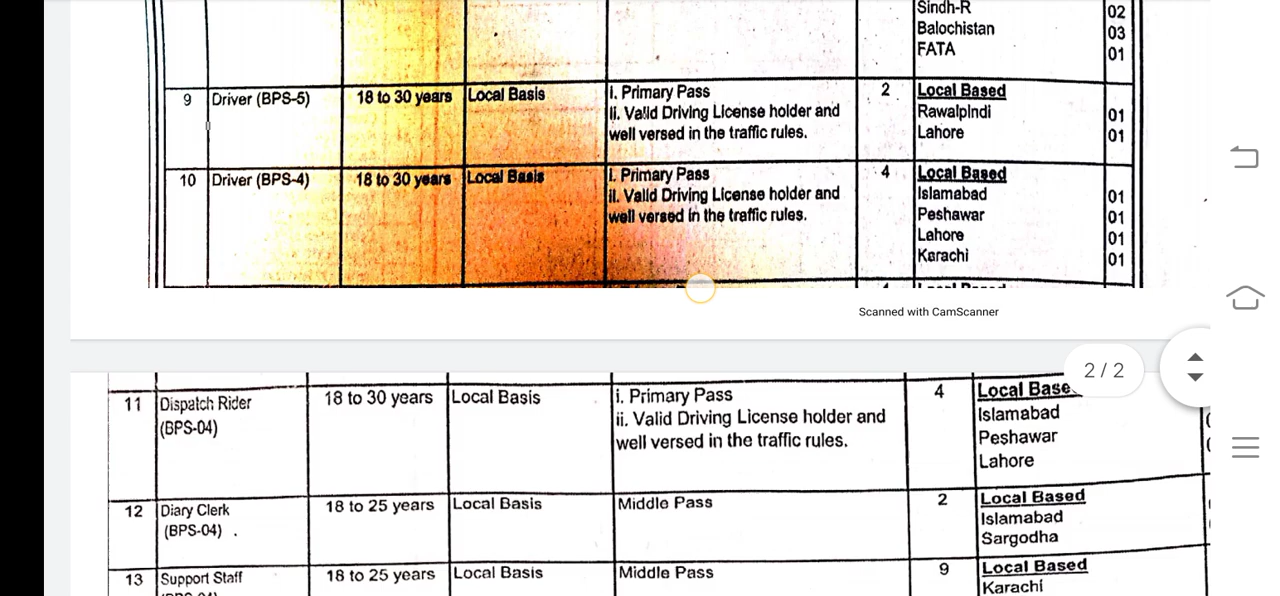 Sindh-R 02
Balochistan 03
FATA 01
9 Driver (BPS-5) 18 to 30 years Local Basis i. Primary Pass 2 Local Based
ii. Valid Driving License holder and Rawalpindi 01
well versed in the traffic rules. Lahore 01
10 Driver (BPS-4) 18 to 30 years Local Basis i. Primary Pass 4 Local Based
ii. Valid Driving License holder and Islamabad 01
well versed in the traffic rules. Peshawar 01
Lahore 01
Karachi 01
Scanned with CamScanner
2 / 2
11 Dispatch Rider 18 to 30 years Local Basis i. Primary Pass 4 Local Base
(BPS-04) ii. Valid Driving License holder and Islamabad
well versed in the traffic rules. Peshawar
Lahore
12 Diary Clerk 18 to 25 years Local Basis Middle Pass 2 Local Based
(BPS-04) . Islamabad
Sargodha
13 Support Staff 18 to 25 years Local Basis Middle Pass 9 Local Based
Karachi